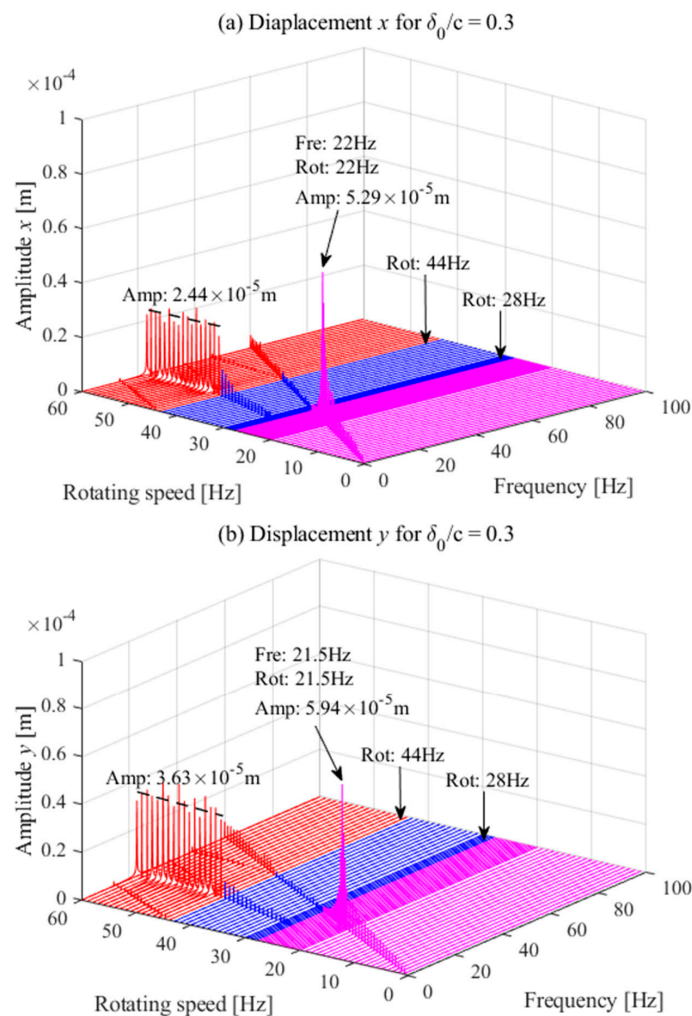 (a) Diaplacement x for δ₀/c = 0.3
×10⁻⁴
1
0.8
0.6
0.4
0.2
0
Amplitude x [m]
Fre: 22Hz
Rot: 22Hz
Amp: 5.29×10⁻⁵m
Rot: 44Hz
Rot: 28Hz
Amp: 2.44×10⁻⁵m
60
50
40
30
20
10
0
0
20
40
60
80
100
Rotating speed [Hz]
Frequency [Hz]
(b) Displacement y for δ₀/c = 0.3
×10⁻⁴
1
0.8
0.6
0.4
0.2
0
Amplitude y [m]
Fre: 21.5Hz
Rot: 21.5Hz
Amp: 5.94×10⁻⁵m
Rot: 44Hz
Rot: 28Hz
Amp: 3.63×10⁻⁵m
60
50
40
30
20
10
0
0
20
40
60
80
100
Rotating speed [Hz]
Frequency [Hz]